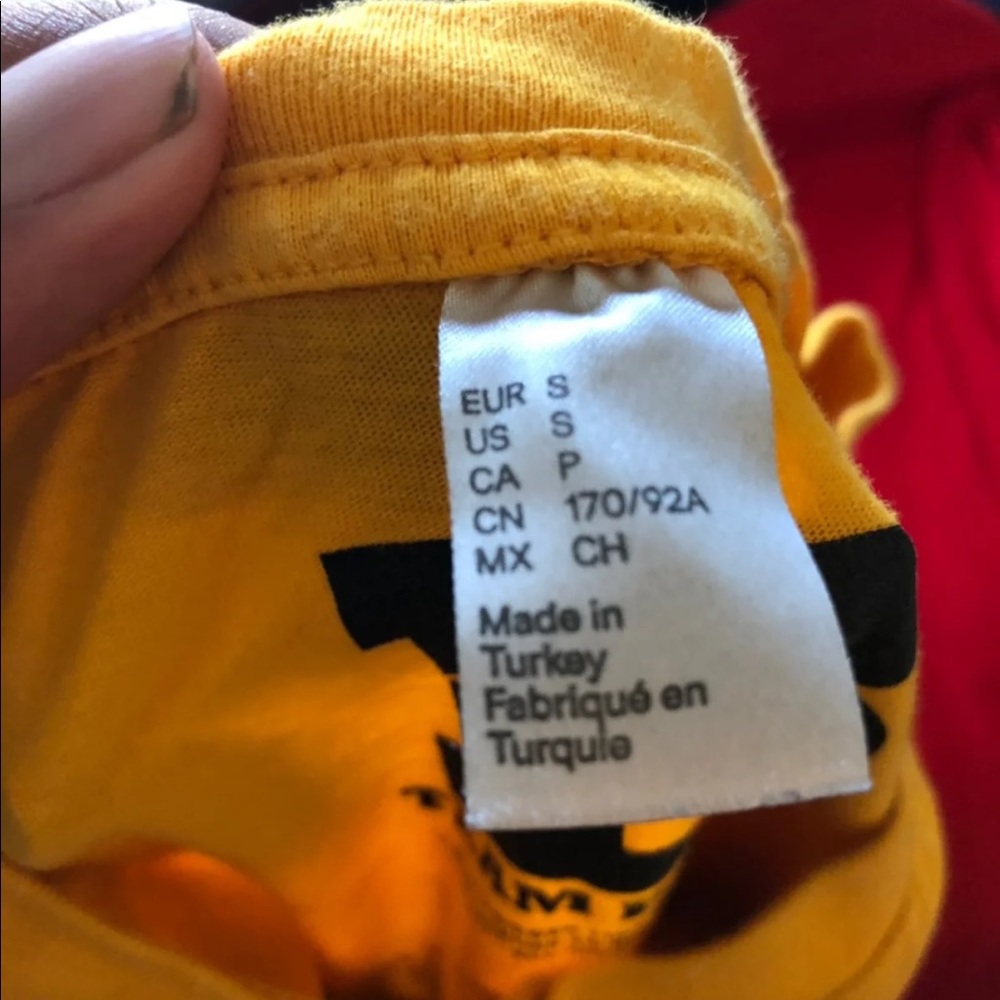 EUR S
US S
CA P
CN 170/92A
MX CH
Made in
Turkey
Fabriqué en
Turquie